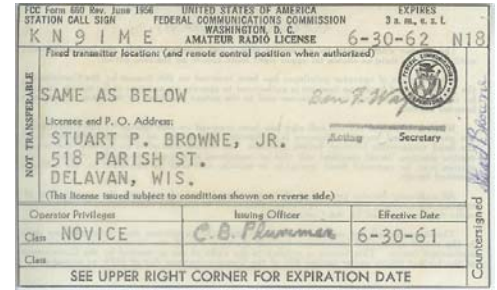 FCC Form 660 Rev. June 1956
UNITED STATES OF AMERICA
EXPIRES
STATION CALL SIGN
FEDERAL COMMUNICATIONS COMMISSION
3 a. m., e. s. t.
WASHINGTON, D. C.
KN9IME
AMATEUR RADIO LICENSE
6-30-62 N18
Fixed transmitter location: (and remote control position when authorized)
SAME AS BELOW
Ben F. Waple
NOT TRANSFERABLE
Licensee and P. O. Address:
Acting Secretary
STUART P. BROWNE, JR.
518 PARISH ST.
DELAVAN, WIS.
(This license issued subject to conditions shown on reverse side)
Operator Privileges
Issuing Officer
Effective Date
Class NOVICE
C. B. Plummer
6-30-61
Class
SEE UPPER RIGHT CORNER FOR EXPIRATION DATE
Countersigned
Browne